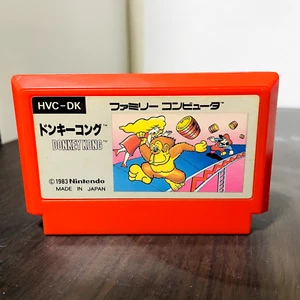 HVC-DK
ファミリー コンピュータ
ドンキーコング
DONKEY KONG
©1983 Nintendo
MADE IN JAPAN